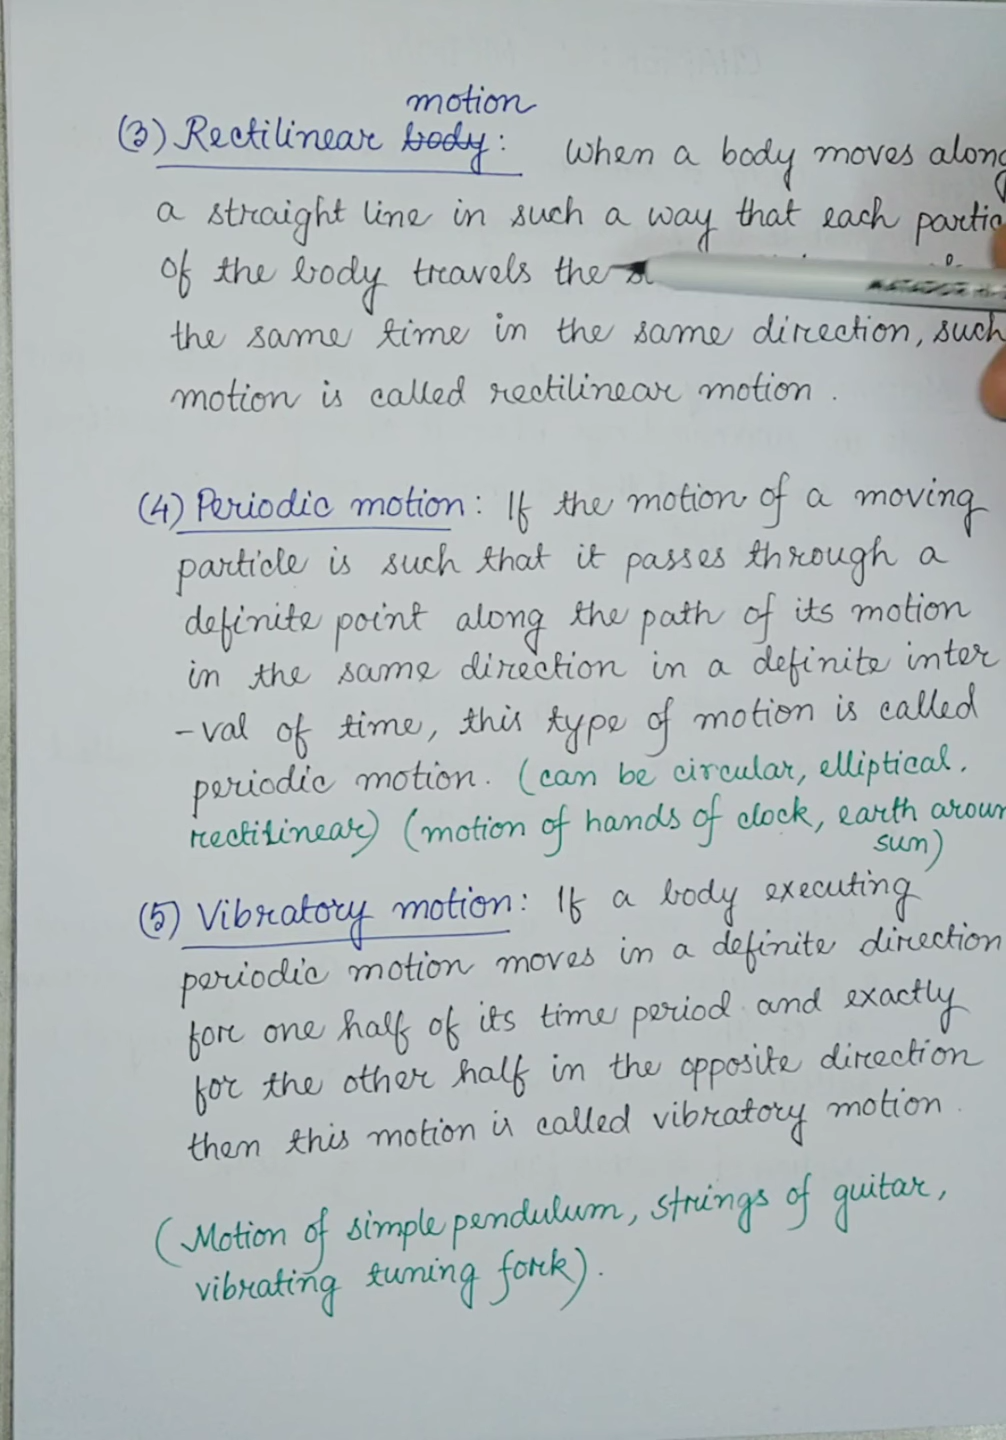 motion
(3) Rectilinear body: When a body moves along
a straight line in such a way that each partic
of the body travels the
the same time in the same direction, such
motion is called rectilinear motion.
(4) Periodic motion: If the motion of a moving
particle is such that it passes through a
definite point along the path of its motion
in the same direction in a definite inter
-val of time, this type of motion is called
periodic motion. (can be circular, elliptical.
rectilinear) (motion of hands of clock, earth aroun
sun)
(5) Vibratory motion: If a body executing
periodic motion moves in a definite direction
for one half of its time period and exactly
for the other half in the opposite direction
then this motion is called vibratory motion.
(Motion of simple pendulum, strings of guitar,
vibrating tuning fork).